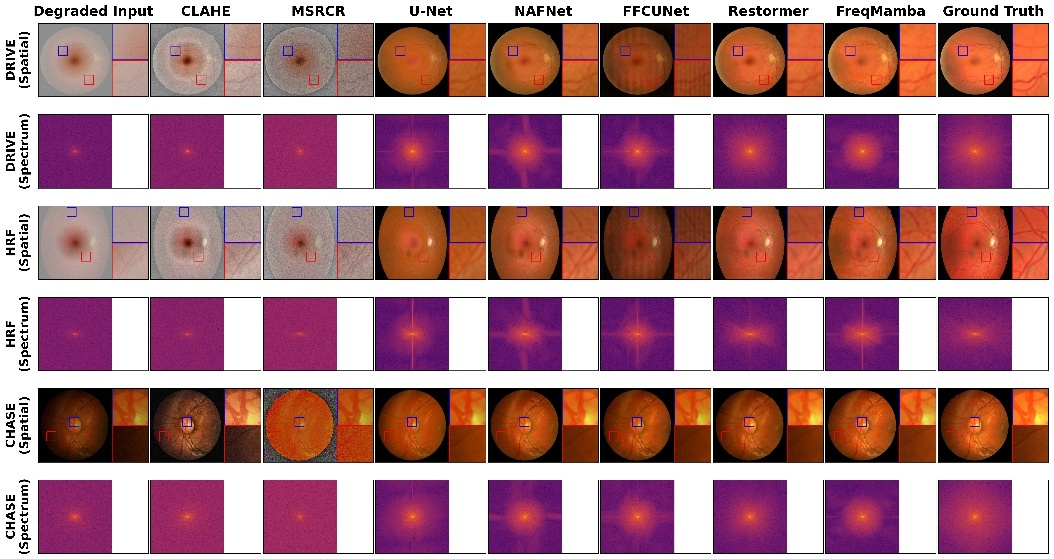 Degraded Input CLAHE MSRCR U-Net NAFNet FFCUNet Restormer FreqMamba Ground Truth
DRIVE
(Spatial)
DRIVE
(Spectrum)
HRF
(Spatial)
HRF
(Spectrum)
CHASE
(Spatial)
CHASE
(Spectrum)